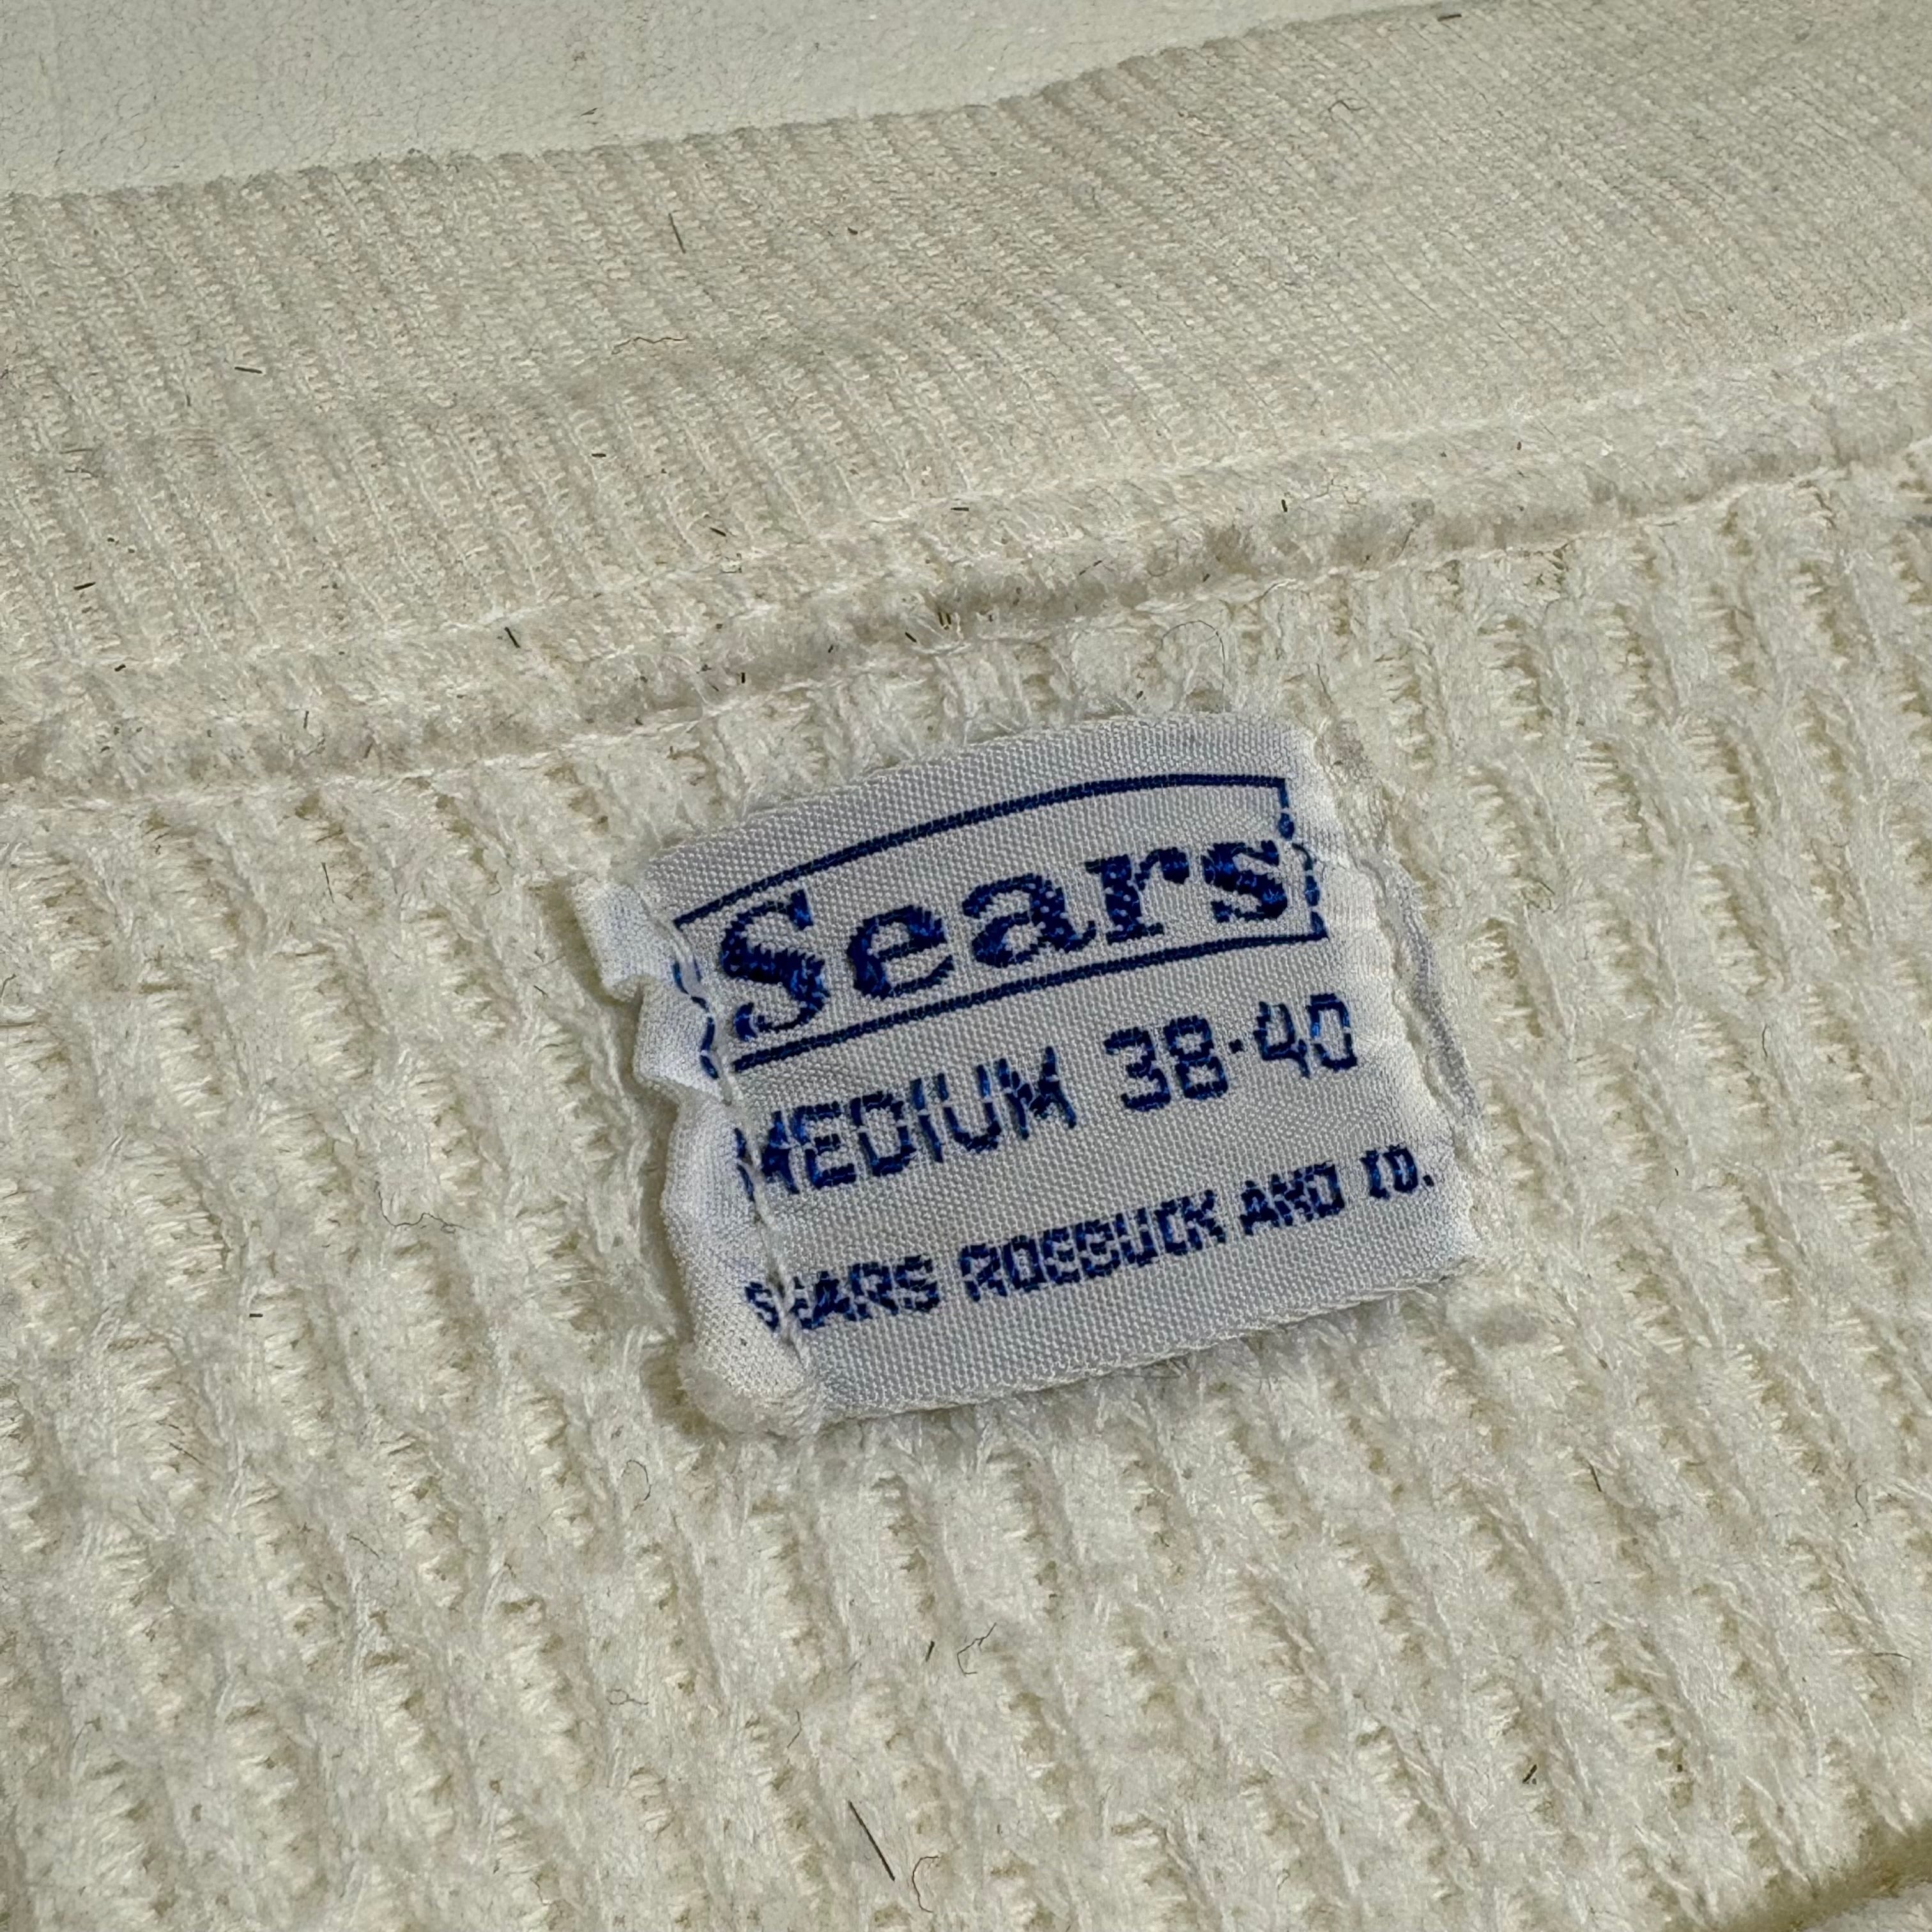 Sears
MEDIUM 38-40
SEARS ROEBUCK AND CO.